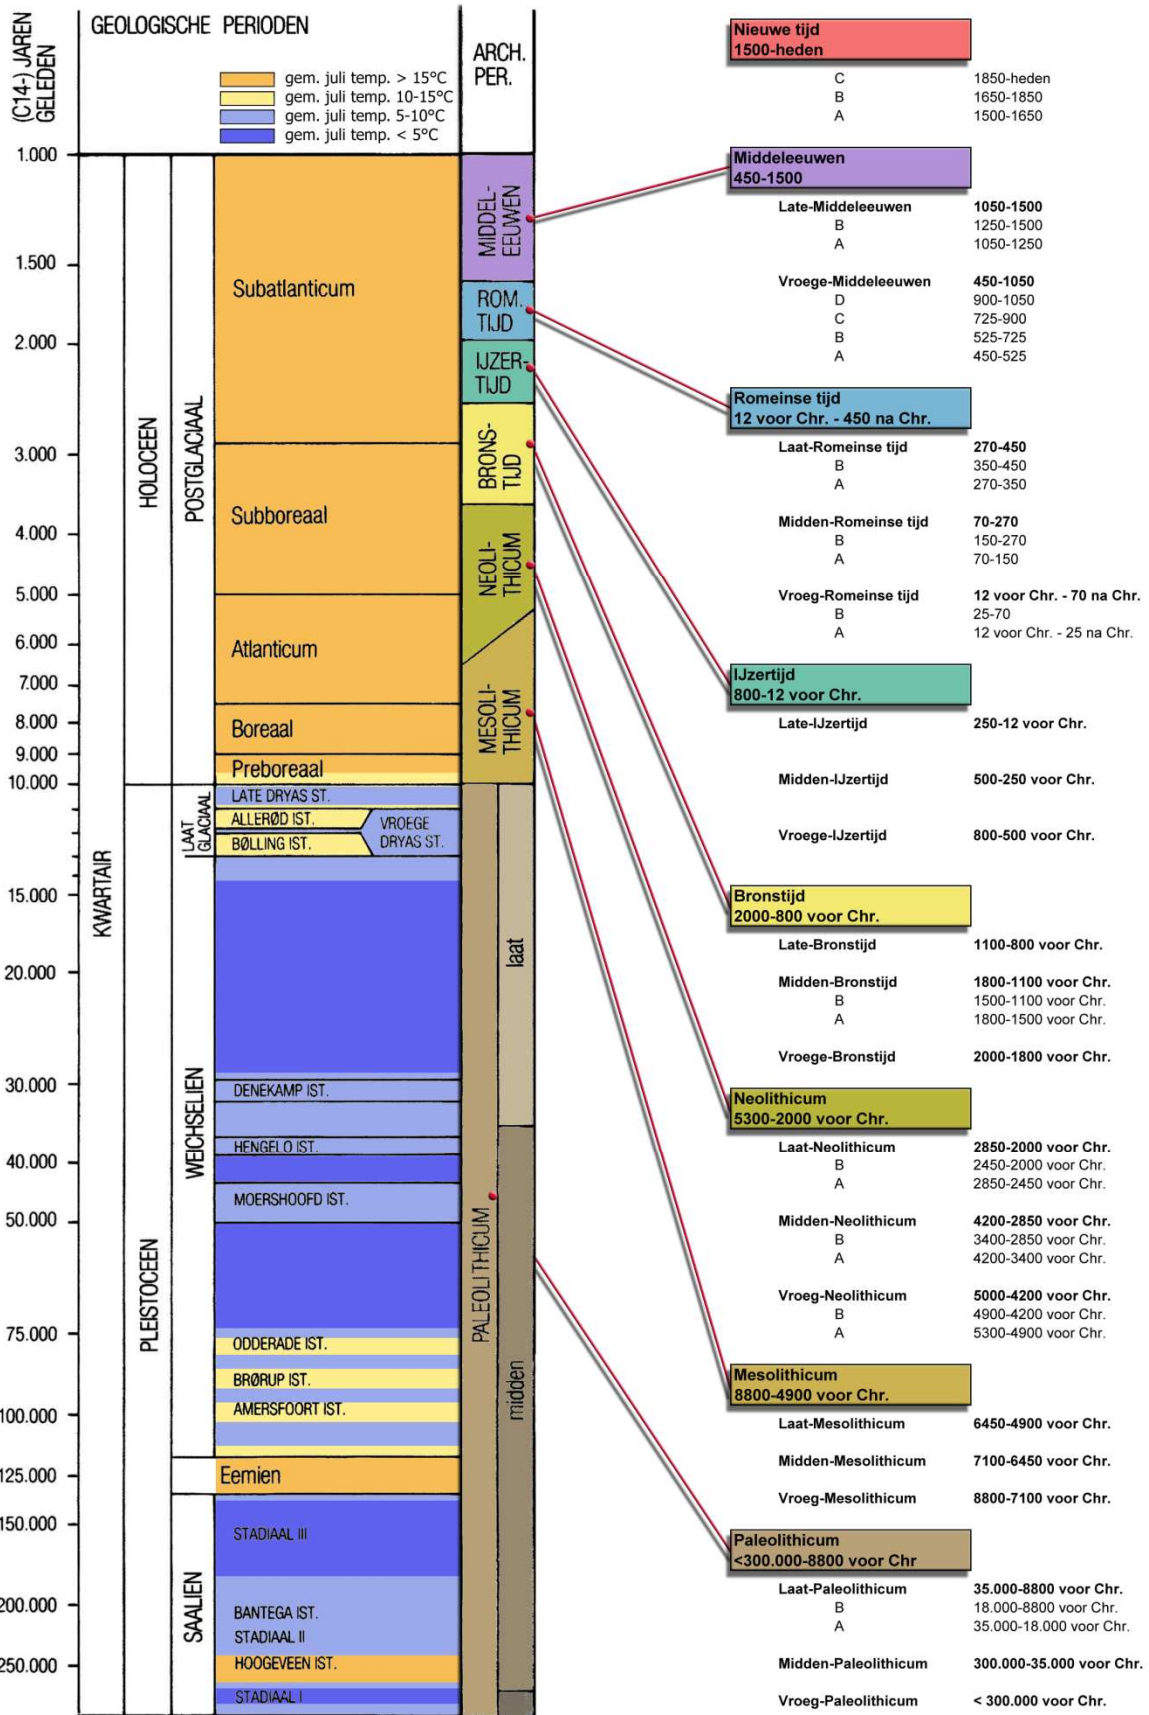 (C14-) JAREN
GELEDEN
GEOLOGISCHE PERIODEN
gem. juli temp. > 15°C
gem. juli temp. 10-15°C
gem. juli temp. 5-10°C
gem. juli temp. < 5°C
ARCH.
PER.
1.000
1.500
2.000
3.000
4.000
5.000
6.000
7.000
8.000
9.000
10.000
15.000
20.000
30.000
40.000
50.000
75.000
100.000
125.000
150.000
200.000
250.000
KWARTAIR
HOLOCEEN
PLEISTOCEEN
POSTGLACIAAL
LAAT
GLACIAAL
WEICHSELIEN
SAALIEN
Subatlanticum
Subboreaal
Atlanticum
Boreaal
Preboreaal
LATE DRYAS ST.
ALLERØD IST.
VROEGE
DRYAS ST.
BØLLING IST.
DENEKAMP IST.
HENGELO IST.
MOERSHOOFD IST.
ODDERADE IST.
BRØRUP IST.
AMERSFOORT IST.
Eemien
STADIAAL III
BANTEGA IST.
STADIAAL II
HOOGEVEEN IST.
STADIAAL I
MIDDEL-
EEUWEN
ROM.
TIJD
IJZER-
TIJD
BRONS-
TIJD
NEOLI-
THICUM
MESOLI-
THICUM
PALEOLITHICUM
laat
midden
Nieuwe tijd
1500-heden
C 1850-heden
B 1650-1850
A 1500-1650
Middeleeuwen
450-1500
Late-Middeleeuwen 1050-1500
B 1250-1500
A 1050-1250
Vroege-Middeleeuwen 450-1050
D 900-1050
C 725-900
B 525-725
A 450-525
Romeinse tijd
12 voor Chr. - 450 na Chr.
Laat-Romeinse tijd 270-450
B 350-450
A 270-350
Midden-Romeinse tijd 70-270
B 150-270
A 70-150
Vroeg-Romeinse tijd 12 voor Chr. - 70 na Chr.
B 25-70
A 12 voor Chr. - 25 na Chr.
IJzertijd
800-12 voor Chr.
Late-IJzertijd 250-12 voor Chr.
Midden-IJzertijd 500-250 voor Chr.
Vroege-IJzertijd 800-500 voor Chr.
Bronstijd
2000-800 voor Chr.
Late-Bronstijd 1100-800 voor Chr.
Midden-Bronstijd 1800-1100 voor Chr.
B 1500-1100 voor Chr.
A 1800-1500 voor Chr.
Vroege-Bronstijd 2000-1800 voor Chr.
Neolithicum
5300-2000 voor Chr.
Laat-Neolithicum 2850-2000 voor Chr.
B 2450-2000 voor Chr.
A 2850-2450 voor Chr.
Midden-Neolithicum 4200-2850 voor Chr.
B 3400-2850 voor Chr.
A 4200-3400 voor Chr.
Vroeg-Neolithicum 5000-4200 voor Chr.
B 4900-4200 voor Chr.
A 5300-4900 voor Chr.
Mesolithicum
8800-4900 voor Chr.
Laat-Mesolithicum 6450-4900 voor Chr.
Midden-Mesolithicum 7100-6450 voor Chr.
Vroeg-Mesolithicum 8800-7100 voor Chr.
Paleolithicum
<300.000-8800 voor Chr
Laat-Paleolithicum 35.000-8800 voor Chr.
B 18.000-8800 voor Chr.
A 35.000-18.000 voor Chr.
Midden-Paleolithicum 300.000-35.000 voor Chr.
Vroeg-Paleolithicum < 300.000 voor Chr.